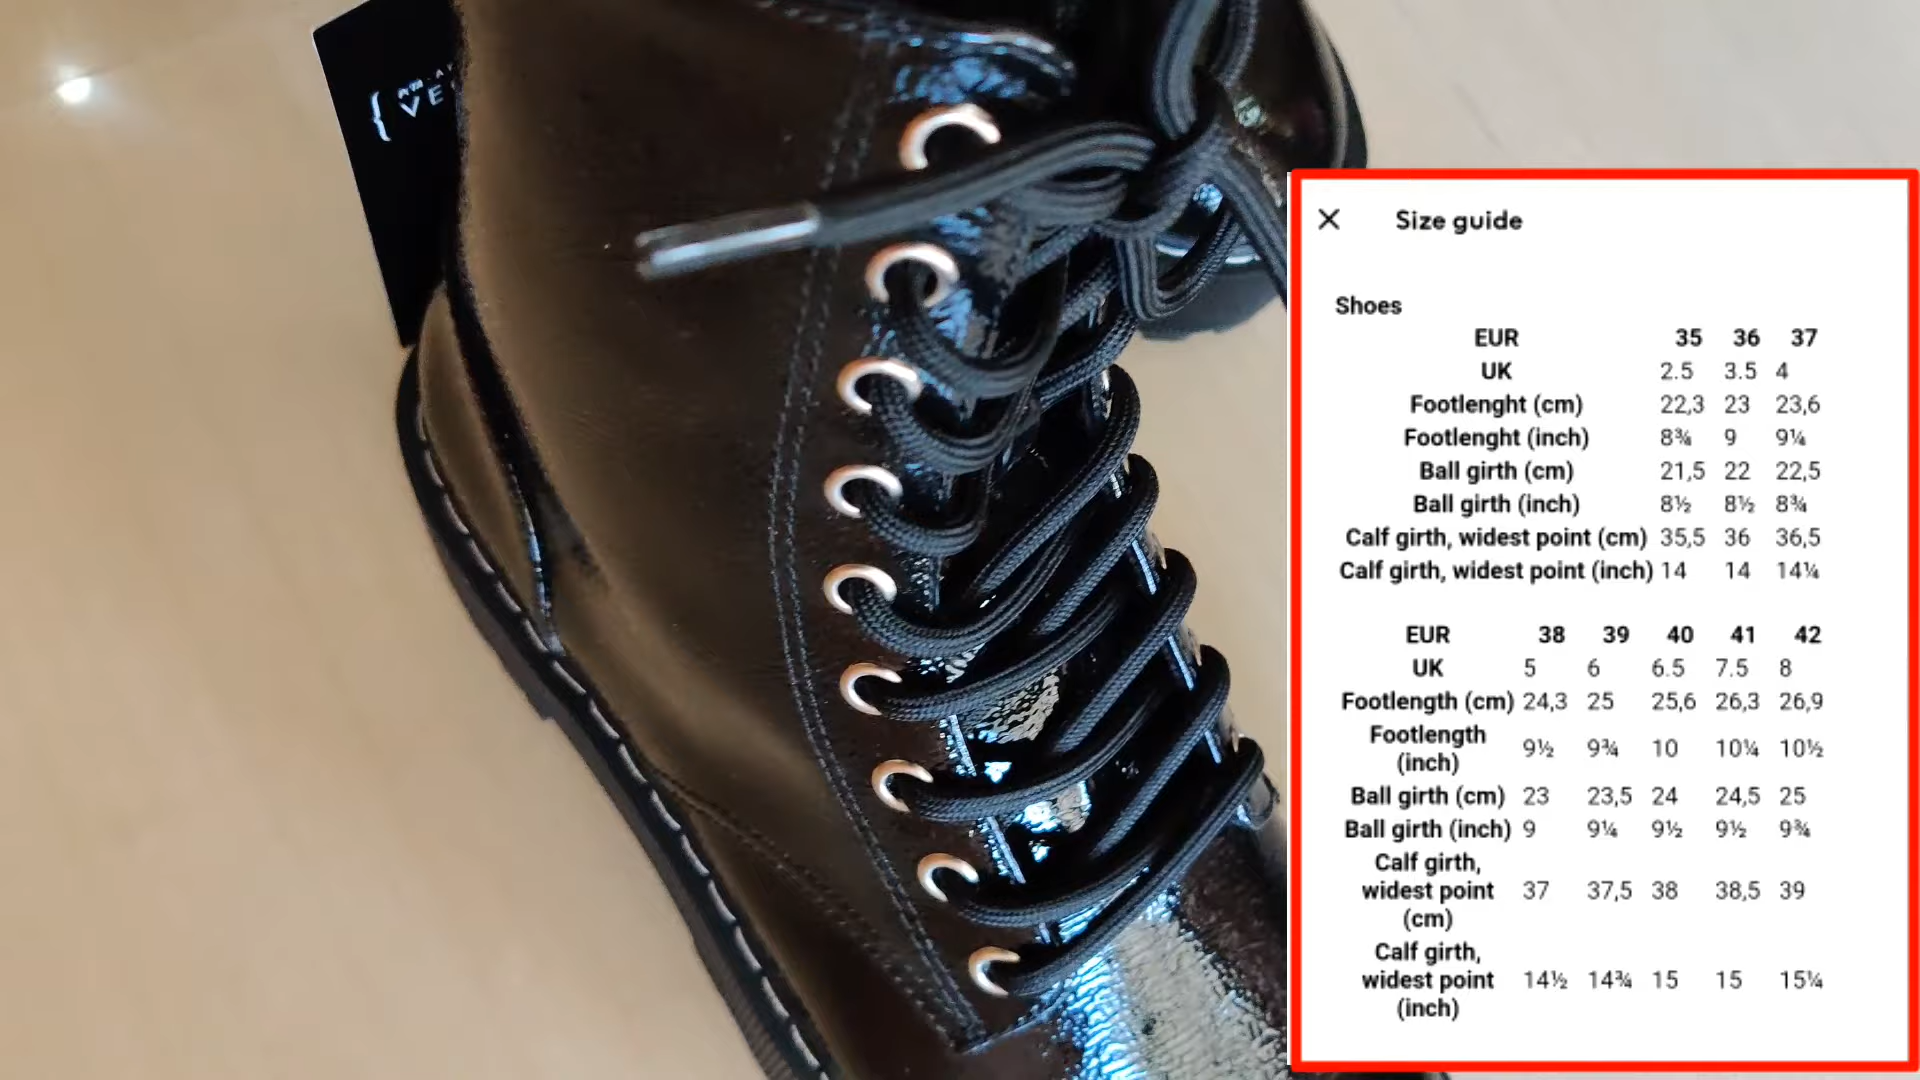 {
VE
Size guide
Shoes
EUR 35 36 37
UK 2.5 3.5 4
Footlenght (cm) 22,3 23 23,6
Footlenght (inch) 8¾ 9 9¼
Ball girth (cm) 21,5 22 22,5
Ball girth (inch) 8½ 8½ 8¾
Calf girth, widest point (cm) 35,5 36 36,5
Calf girth, widest point (inch) 14 14 14¼
EUR 38 39 40 41 42
UK 5 6 6.5 7.5 8
Footlength (cm) 24,3 25 25,6 26,3 26,9
Footlength (inch) 9½ 9¾ 10 10¼ 10½
Ball girth (cm) 23 23,5 24 24,5 25
Ball girth (inch) 9 9¼ 9½ 9½ 9¾
Calf girth, widest point (cm) 37 37,5 38 38,5 39
Calf girth, widest point (inch) 14½ 14¾ 15 15 15¼